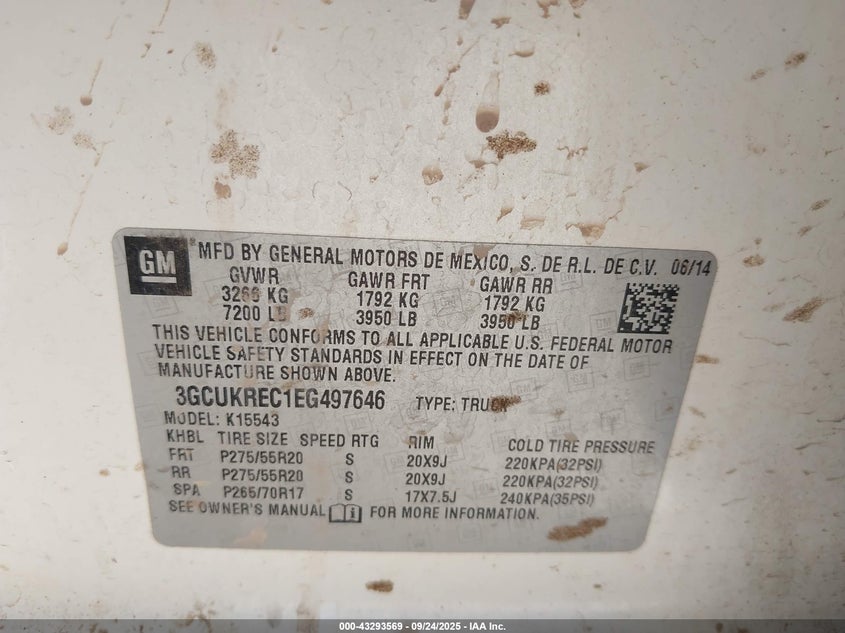 GM
MFD BY GENERAL MOTORS DE MEXICO, S. DE R.L. DE C.V. 06/14
GVWR GAWR FRT GAWR RR
3266 KG 1792 KG 1792 KG
7200 LB 3950 LB 3950 LB
THIS VEHICLE CONFORMS TO ALL APPLICABLE U.S. FEDERAL MOTOR
VEHICLE SAFETY STANDARDS IN EFFECT ON THE DATE OF
MANUFACTURE SHOWN ABOVE.
3GCUKREC1EG497646 TYPE: TRUCK
MODEL: K15543
KHBL TIRE SIZE SPEED RTG RIM COLD TIRE PRESSURE
FRT P275/55R20 S 20X9J 220KPA(32PSI)
RR P275/55R20 S 20X9J 220KPA(32PSI)
SPA P265/70R17 S 17X7.5J 240KPA(35PSI)
SEE OWNER'S MANUAL FOR MORE INFORMATION.
000-43293569 - 09/24/2025 - IAA Inc.